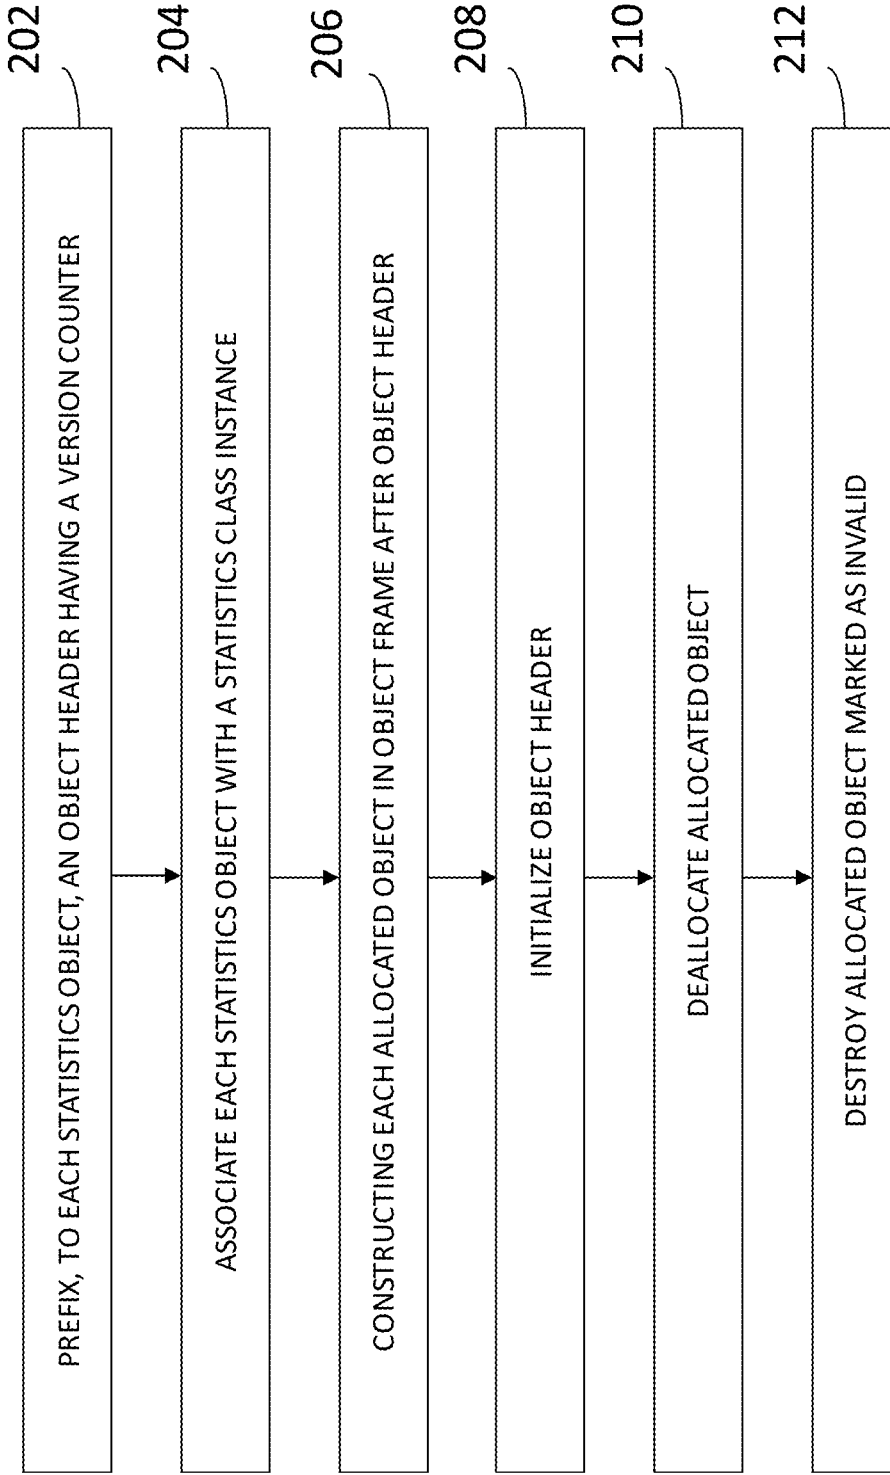 PREFIX, TO EACH STATISTICS OBJECT, AN OBJECT HEADER HAVING A VERSION COUNTER
202
ASSOCIATE EACH STATISTICS OBJECT WITH A STATISTICS CLASS INSTANCE
204
CONSTRUCTING EACH ALLOCATED OBJECT IN OBJECT FRAME AFTER OBJECT HEADER
206
INITIALIZE OBJECT HEADER
208
DEALLOCATE ALLOCATED OBJECT
210
DESTROY ALLOCATED OBJECT MARKED AS INVALID
212